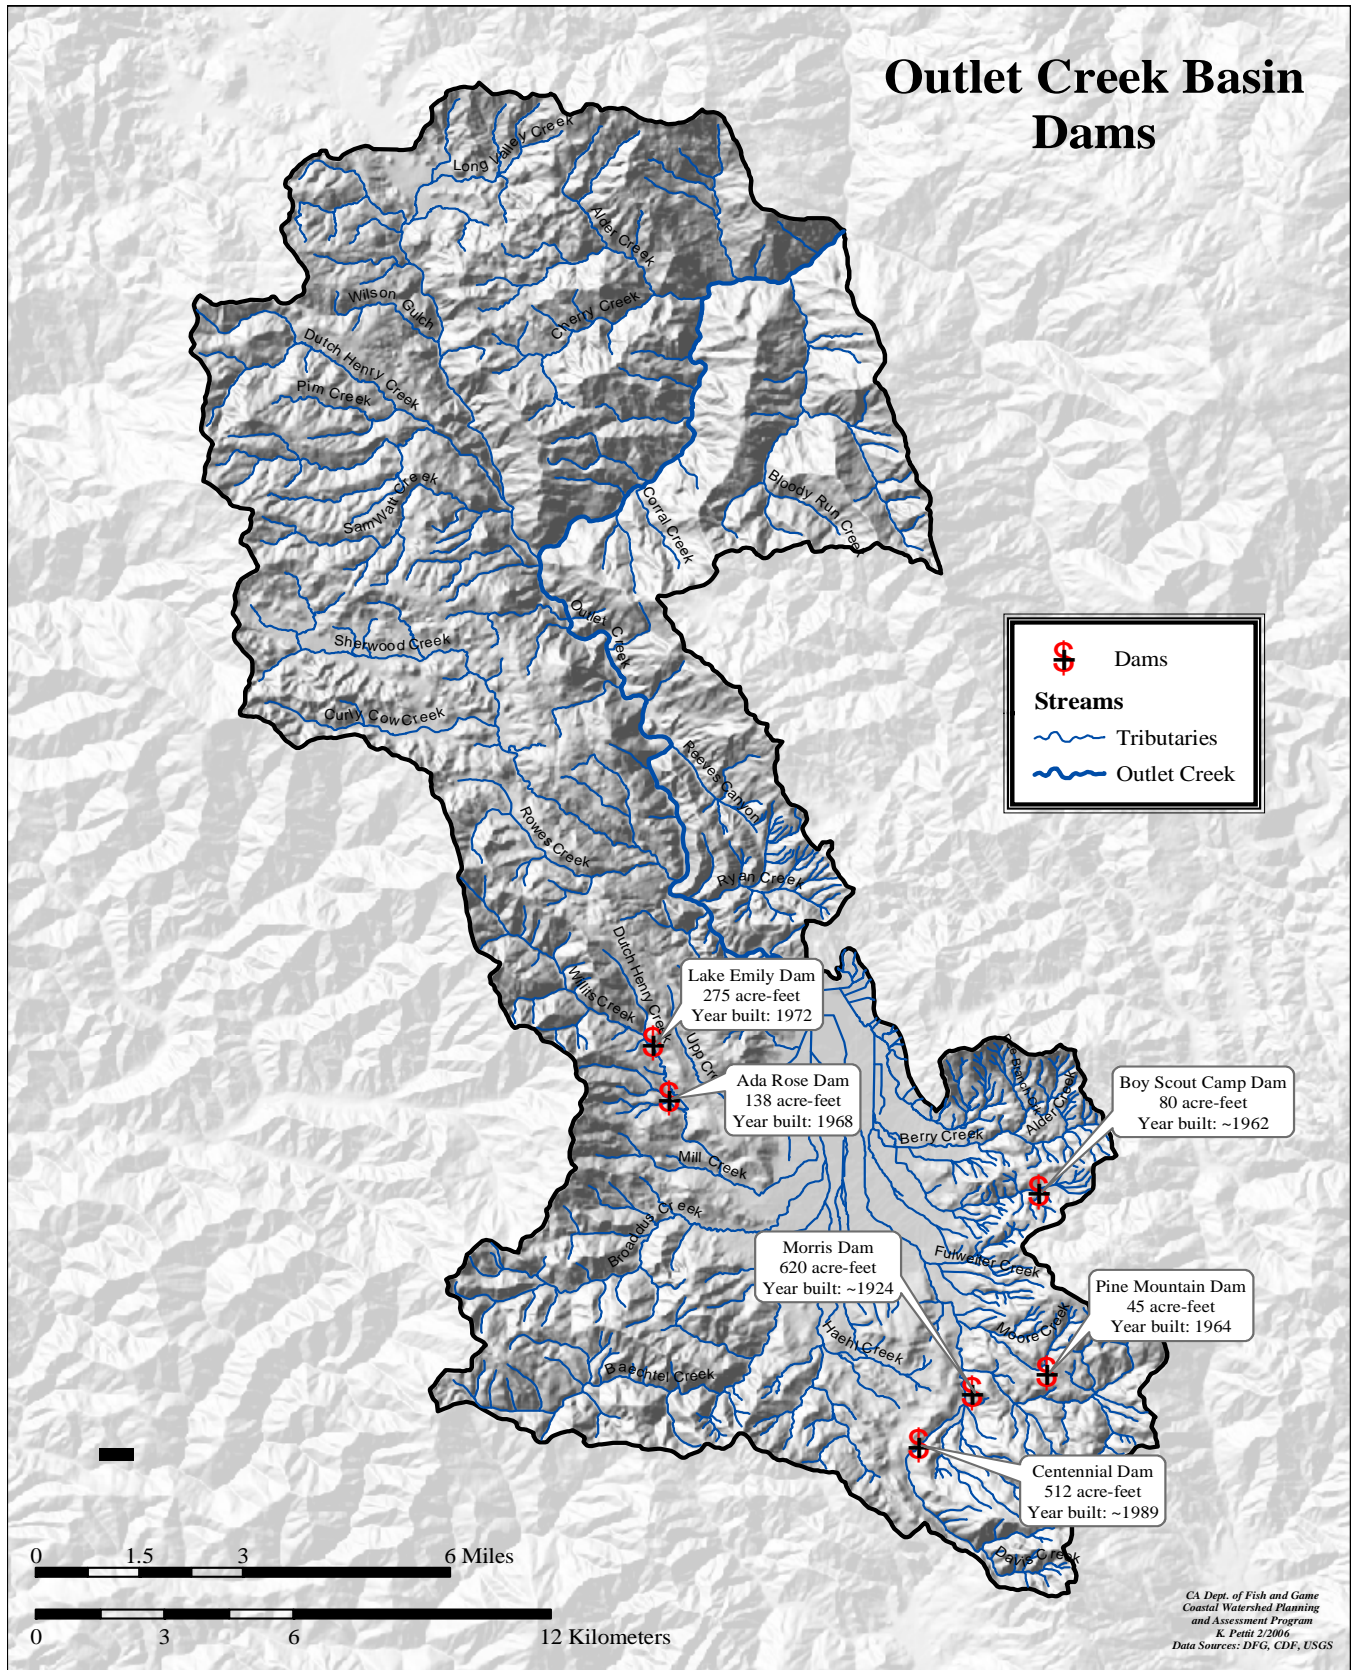 Outlet Creek Basin
Dams
Long Valley Creek
Alder Creek
Wilson Gulch
Cherry Creek
Dutch Henry Creek
Pim Creek
SamWatt Creek
Corral Creek
Bloody Run Creek
Outlet Creek
Sherwood Creek
Curly CowCreek
Dams
Streams
Tributaries
Outlet Creek
Reeves Canyon
Rowes Creek
Ryan Creek
Dutch Henry Creek
Willits Creek
Lake Emily Dam
275 acre-feet
Year built: 1972
Upp Cre
Ada Rose Dam
138 acre-feet
Year built: 1968
Branch Ck
Alder Creek
Boy Scout Camp Dam
80 acre-feet
Year built: ~1962
Berry Creek
Mill Creek
Broaddus Creek
Morris Dam
620 acre-feet
Year built: ~1924
Fulweiler Creek
Pine Mountain Dam
45 acre-feet
Year built: 1964
Moore Creek
Haehl Creek
Baechtel Creek
Centennial Dam
512 acre-feet
Year built: ~1989
Davis Creek
0 1.5 3 6 Miles
0 3 6 12 Kilometers
CA Dept. of Fish and Game
Coastal Watershed Planning
and Assessment Program
K. Pettit 2/2006
Data Sources: DFG, CDF, USGS